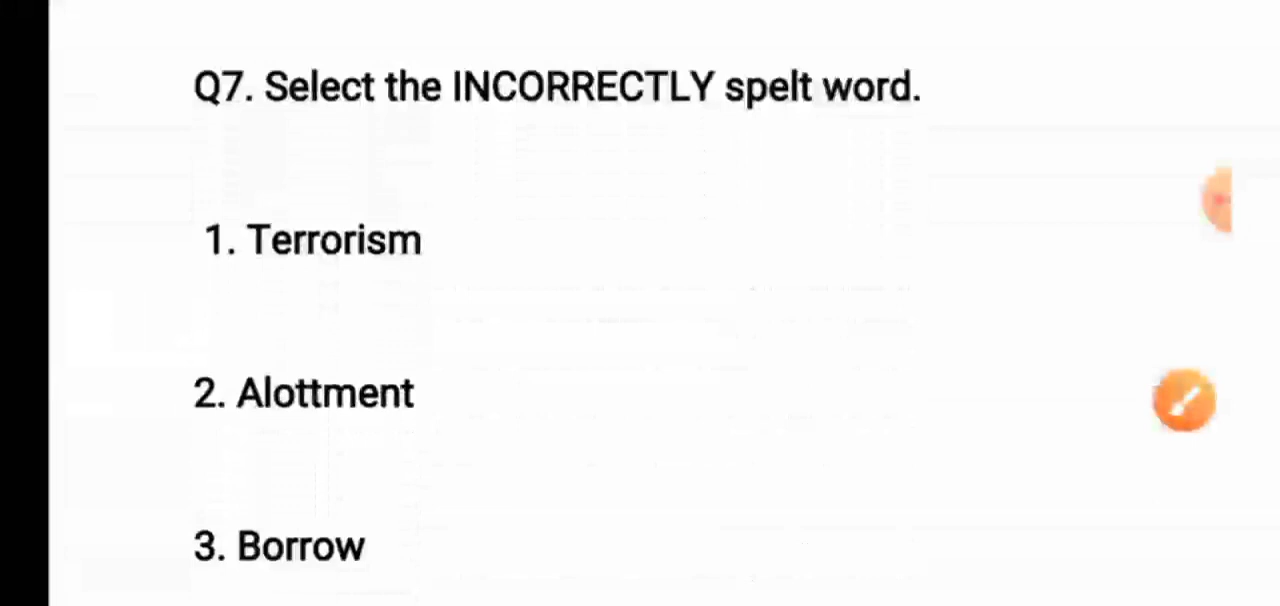 Q7. Select the INCORRECTLY spelt word.
1. Terrorism
2. Alottment
3. Borrow